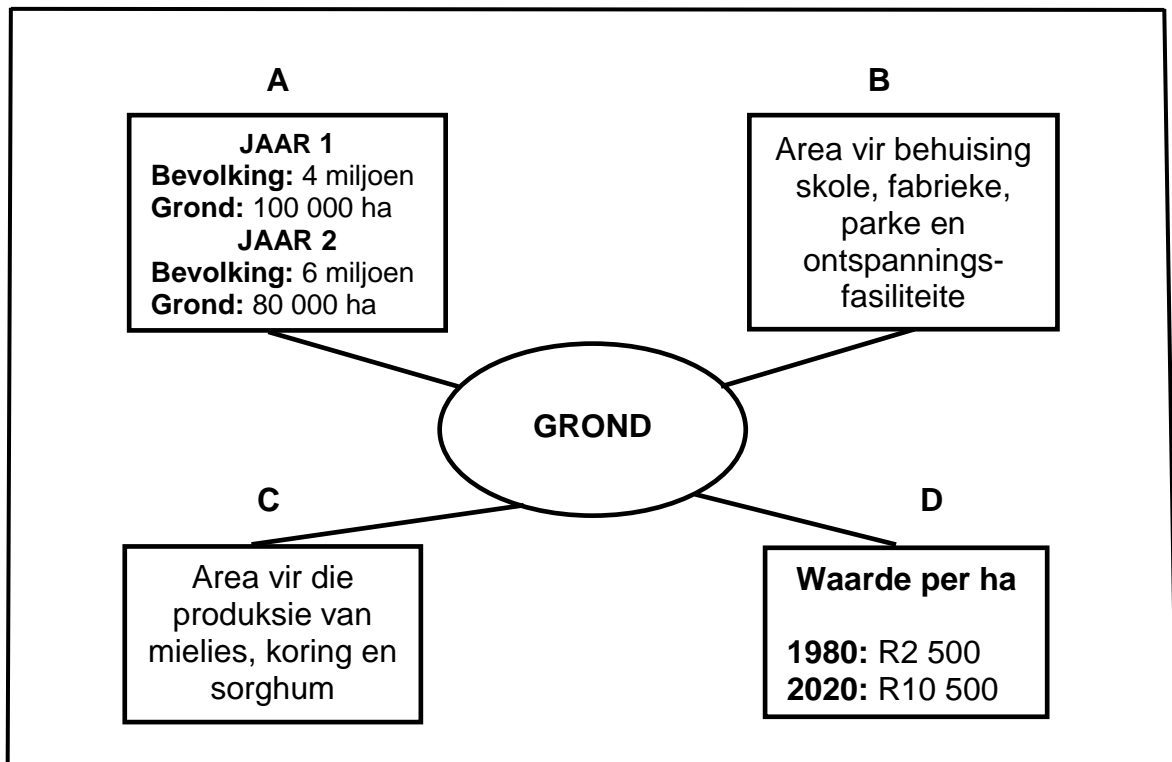 A
JAAR 1
Bevolking: 4 miljoen
Grond: 100 000 ha
JAAR 2
Bevolking: 6 miljoen
Grond: 80 000 ha
B
Area vir behuising
skole, fabrieke,
parke en
ontspannings-
fasiliteite
GROND
C
Area vir die
produksie van
mielies, koring en
sorghum
D
Waarde per ha
1980: R2 500
2020: R10 500